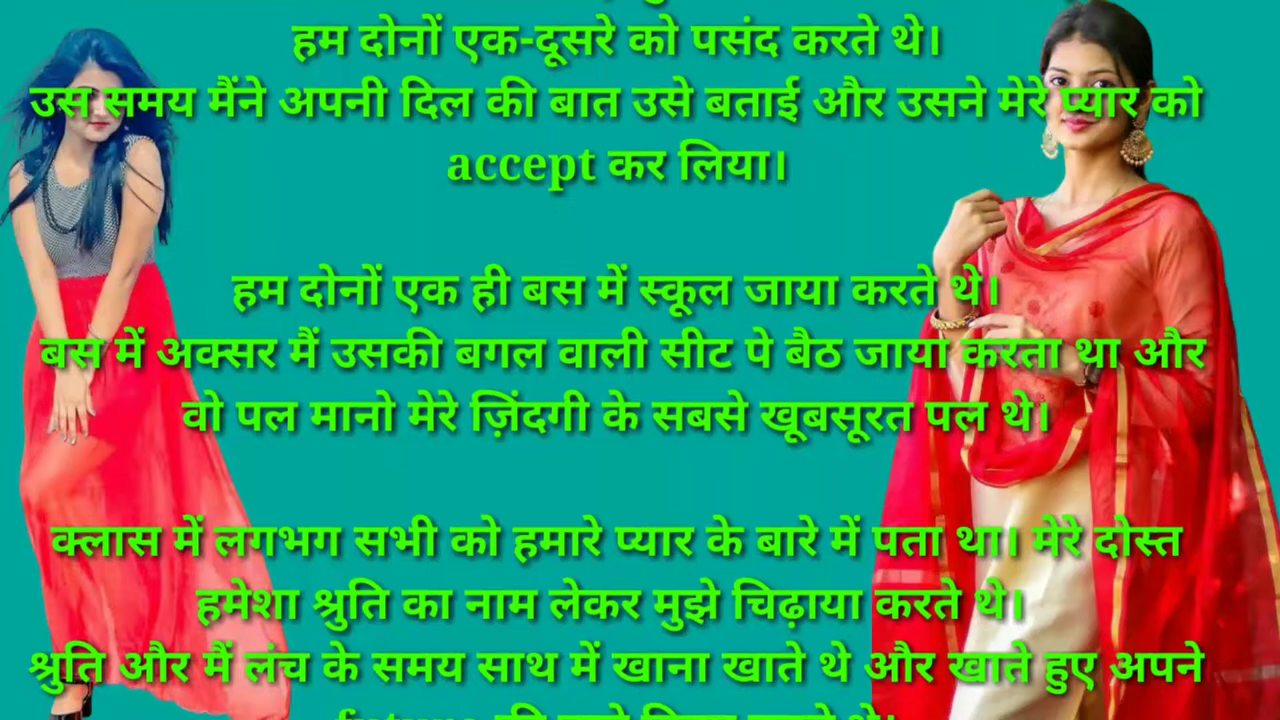 हम दोनों एक-दूसरे को पसंद करते थे।
उस समय मैंने अपनी दिल की बात उसे बताई और उसने मेरे प्यार को
accept कर लिया।
हम दोनों एक ही बस में स्कूल जाया करते थे।
बस में अक्सर मैं उसकी बगल वाली सीट पे बैठ जाया करता था और
वो पल मानो मेरे ज़िंदगी के सबसे खूबसूरत पल थे।
क्लास में लगभग सभी को हमारे प्यार के बारे में पता था। मेरे दोस्त
हमेशा श्रुति का नाम लेकर मुझे चिढ़ाया करते थे।
श्रुति और मैं लंच के समय साथ में खाना खाते थे और खाते हुए अपने